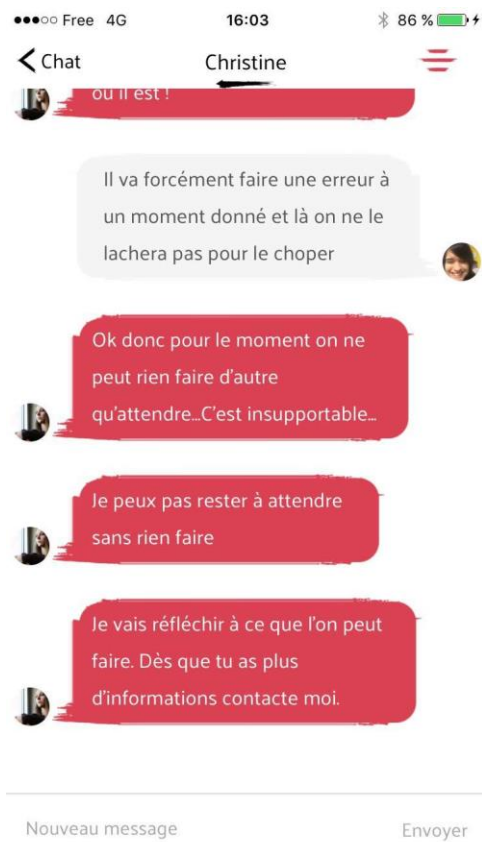 Free 4G 16:03 86 %
Chat Christine
où il est !
Il va forcément faire une erreur à
un moment donné et là on ne le
lachera pas pour le choper
Ok donc pour le moment on ne
peut rien faire d'autre
qu'attendre...C'est insupportable...
Je peux pas rester à attendre
sans rien faire
Je vais réfléchir à ce que l'on peut
faire. Dès que tu as plus
d'informations contacte moi.
Nouveau message Envoyer